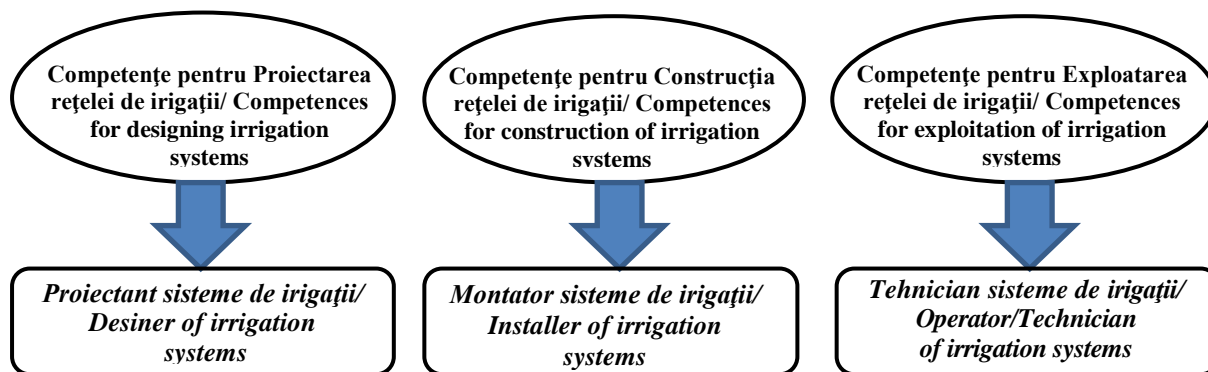 Competenţe pentru Proiectarea
reţelei de irigaţii/ Competences
for designing irrigation
systems
Competenţe pentru Construcţia
reţelei de irigaţii/ Competences
for construction of irrigation
systems
Competenţe pentru Exploatarea
reţelei de irigaţii/ Competences
for exploitation of irrigation
systems
Proiectant sisteme de irigaţii/
Desiner of irrigation
systems
Montator sisteme de irigaţii/
Installer of irrigation
systems
Tehnician sisteme de irigaţii/
Operator/Technician
of irrigation systems